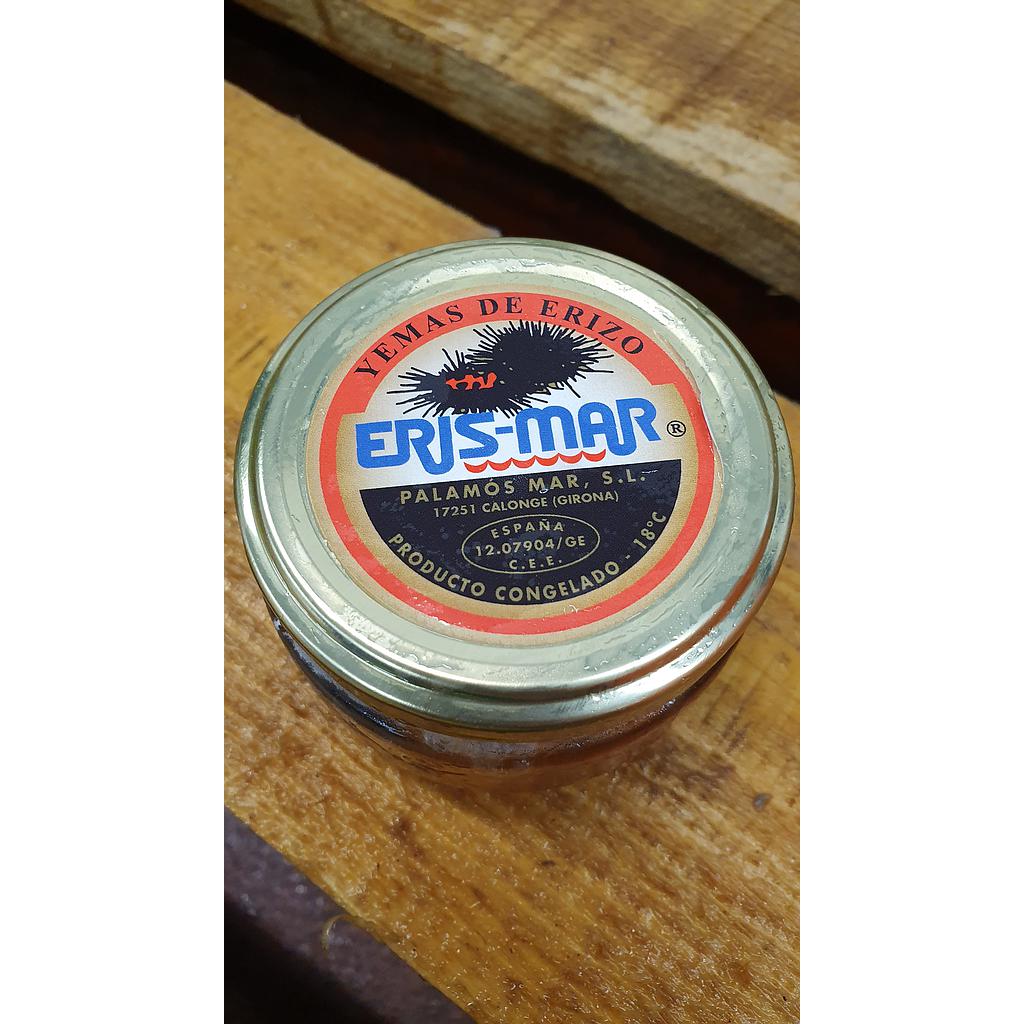 YEMAS DE ERIZO
ERIS-MAR ®
PALAMÓS MAR, S.L.
17251 CALONGE (GIRONA)
ESPAÑA
12.07904/GE
C.E.E.
PRODUCTO CONGELADO - 18°C